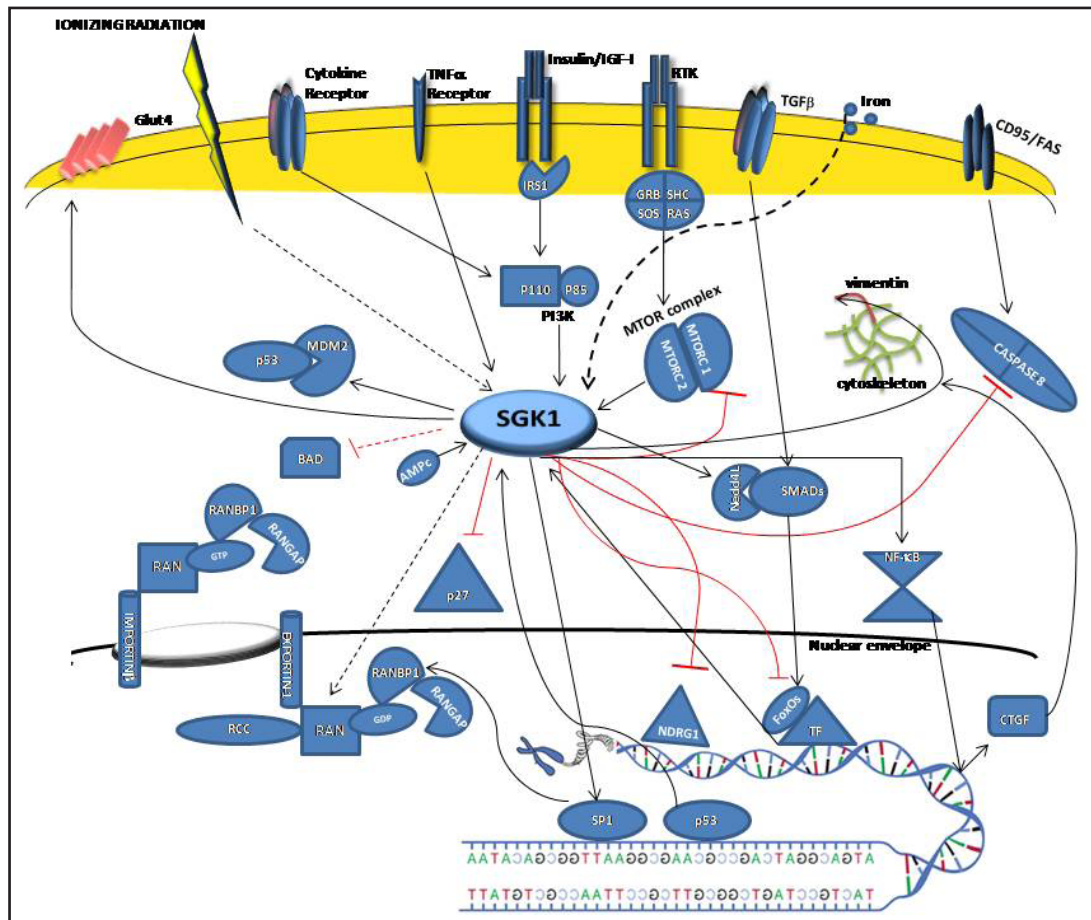 IONIZING RADIATION
Glut4
Cytokine
Receptor
TNFα
Receptor
Insulin/IGF-I
RTK
TGFβ
Iron
CD95/FAS
IRS1
GRB
SHC
SOS
RAS
P110
P85
PI3K
MTOR complex
MTORC 2
MTORC 1
vimentin
cytoskeleton
CASPASE 8
p53
MDM2
SGK1
BAD
AMPc
Nedd4L
SMADs
RANBP1
RANGAP
GTP
RAN
p27
NF-κB
IMPORTINβ
EXPORTIN-1
Nuclear envelope
RANBP1
RANGAP
GDP
RCC
RAN
NDRG1
FoxOs
TF
CTGF
SP1
p53